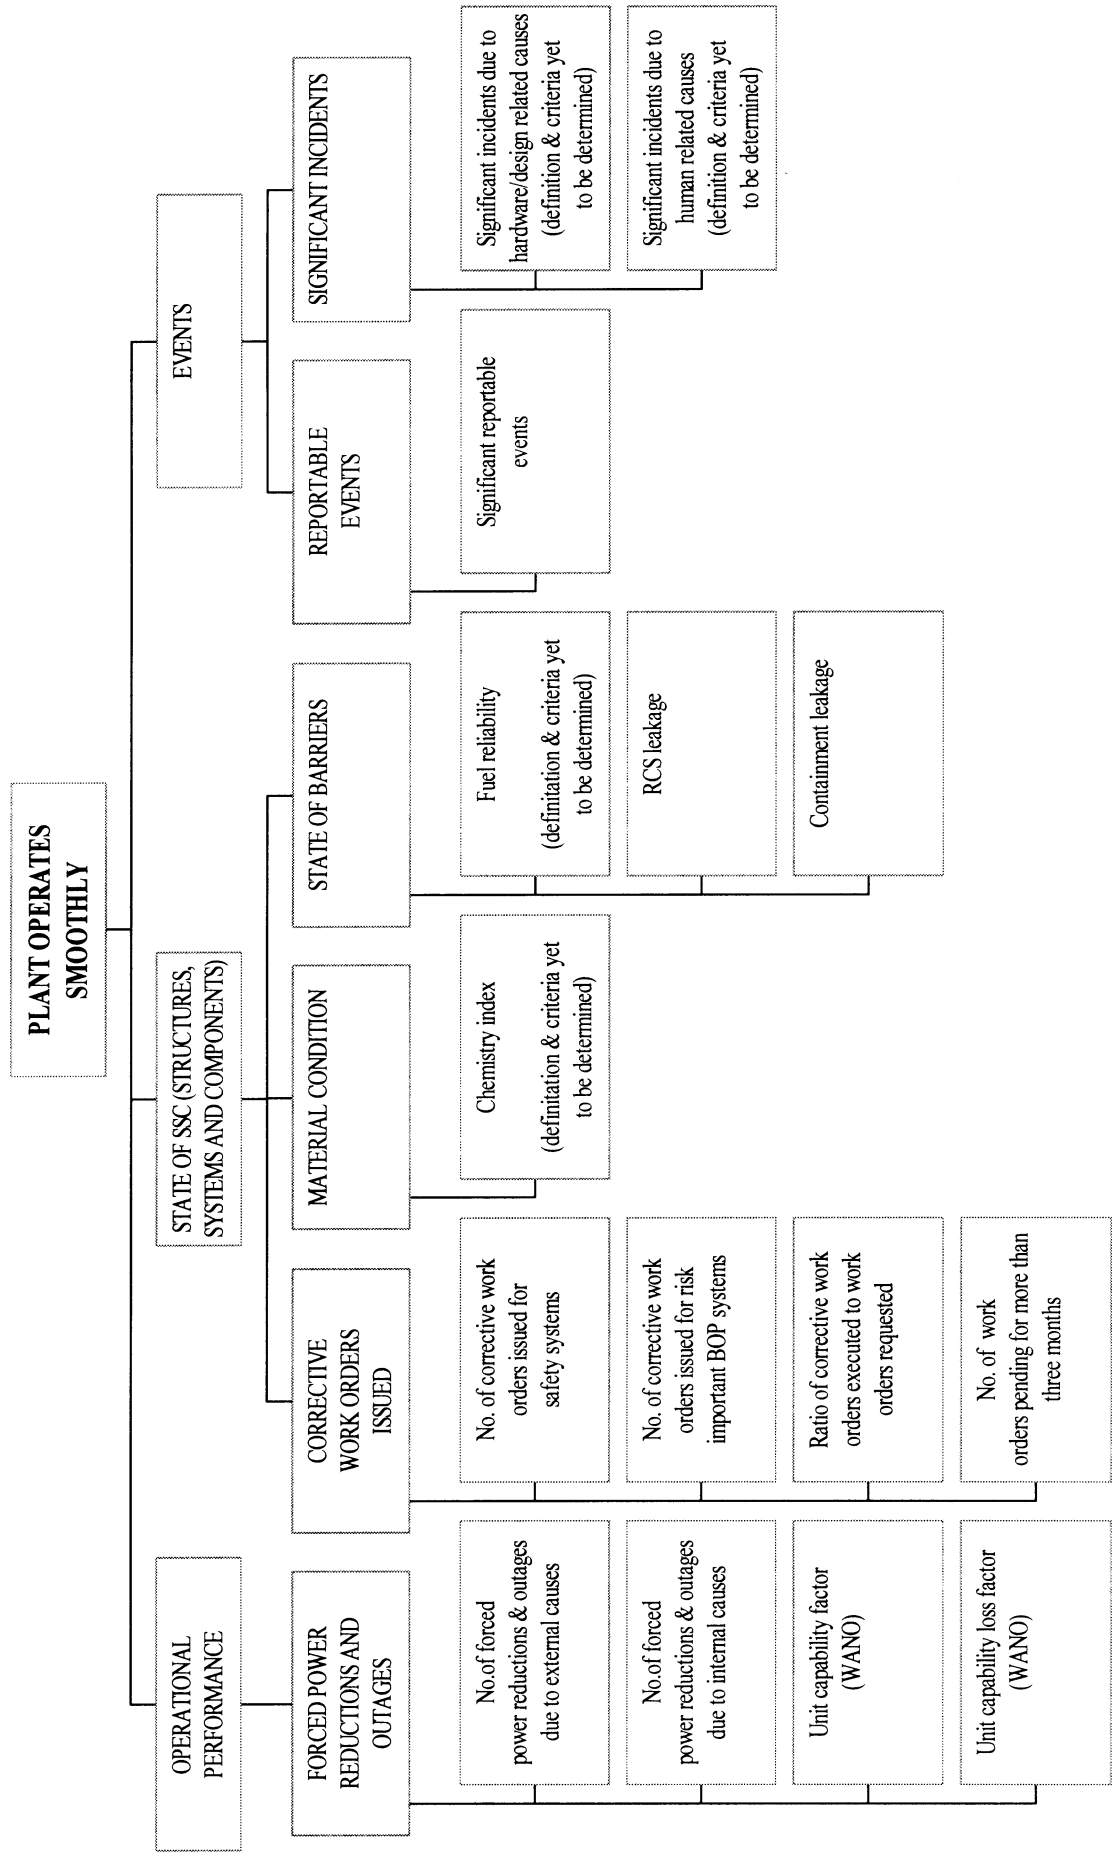 PLANT OPERATES
SMOOTHLY
OPERATIONAL
PERFORMANCE
STATE OF SSC (STRUCTURES,
SYSTEMS AND COMPONENTS)
EVENTS
FORCED POWER
REDUCTIONS AND
OUTAGES
CORRECTIVE
WORK ORDERS
ISSUED
MATERIAL CONDITION
STATE OF BARRIERS
REPORTABLE
EVENTS
SIGNIFICANT INCIDENTS
No.of forced
power reductions & outages
due to external causes
No. of corrective work
orders issued for
safety systems
Chemistry index
(definitation & criteria yet
to be determined)
Fuel reliability
(definitation & criteria yet
to be determined)
Significant reportable
events
Significant incidents due to
hardware/design related causes
(definition & criteria yet
to be determined)
No.of forced
power reductions & outages
due to internal causes
No. of corrective work
orders issued for risk
important BOP systems
RCS leakage
Significant incidents due to
human related causes
(definition & criteria yet
to be determined)
Unit capability factor
(WANO)
Ratio of corrective work
orders executed to work
orders requested
Containment leakage
Unit capability loss factor
(WANO)
No. of work
orders pending for more than
three months